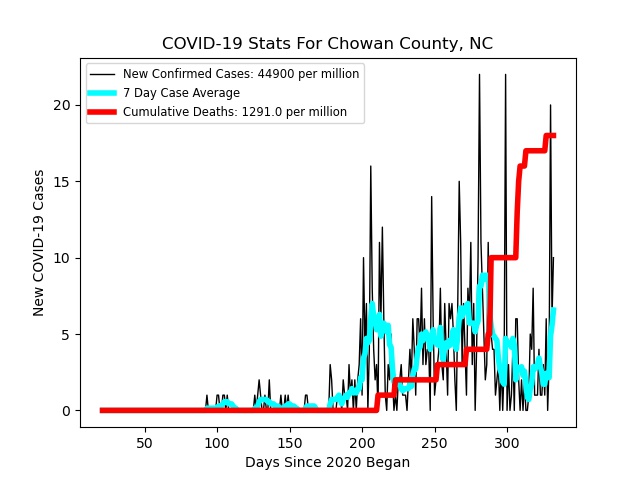 COVID-19 Stats For Chowan County, NC
New Confirmed Cases: 44900 per million
7 Day Case Average
Cumulative Deaths: 1291.0 per million
New COVID-19 Cases
20
15
10
5
0
50 100 150 200 250 300
Days Since 2020 Began